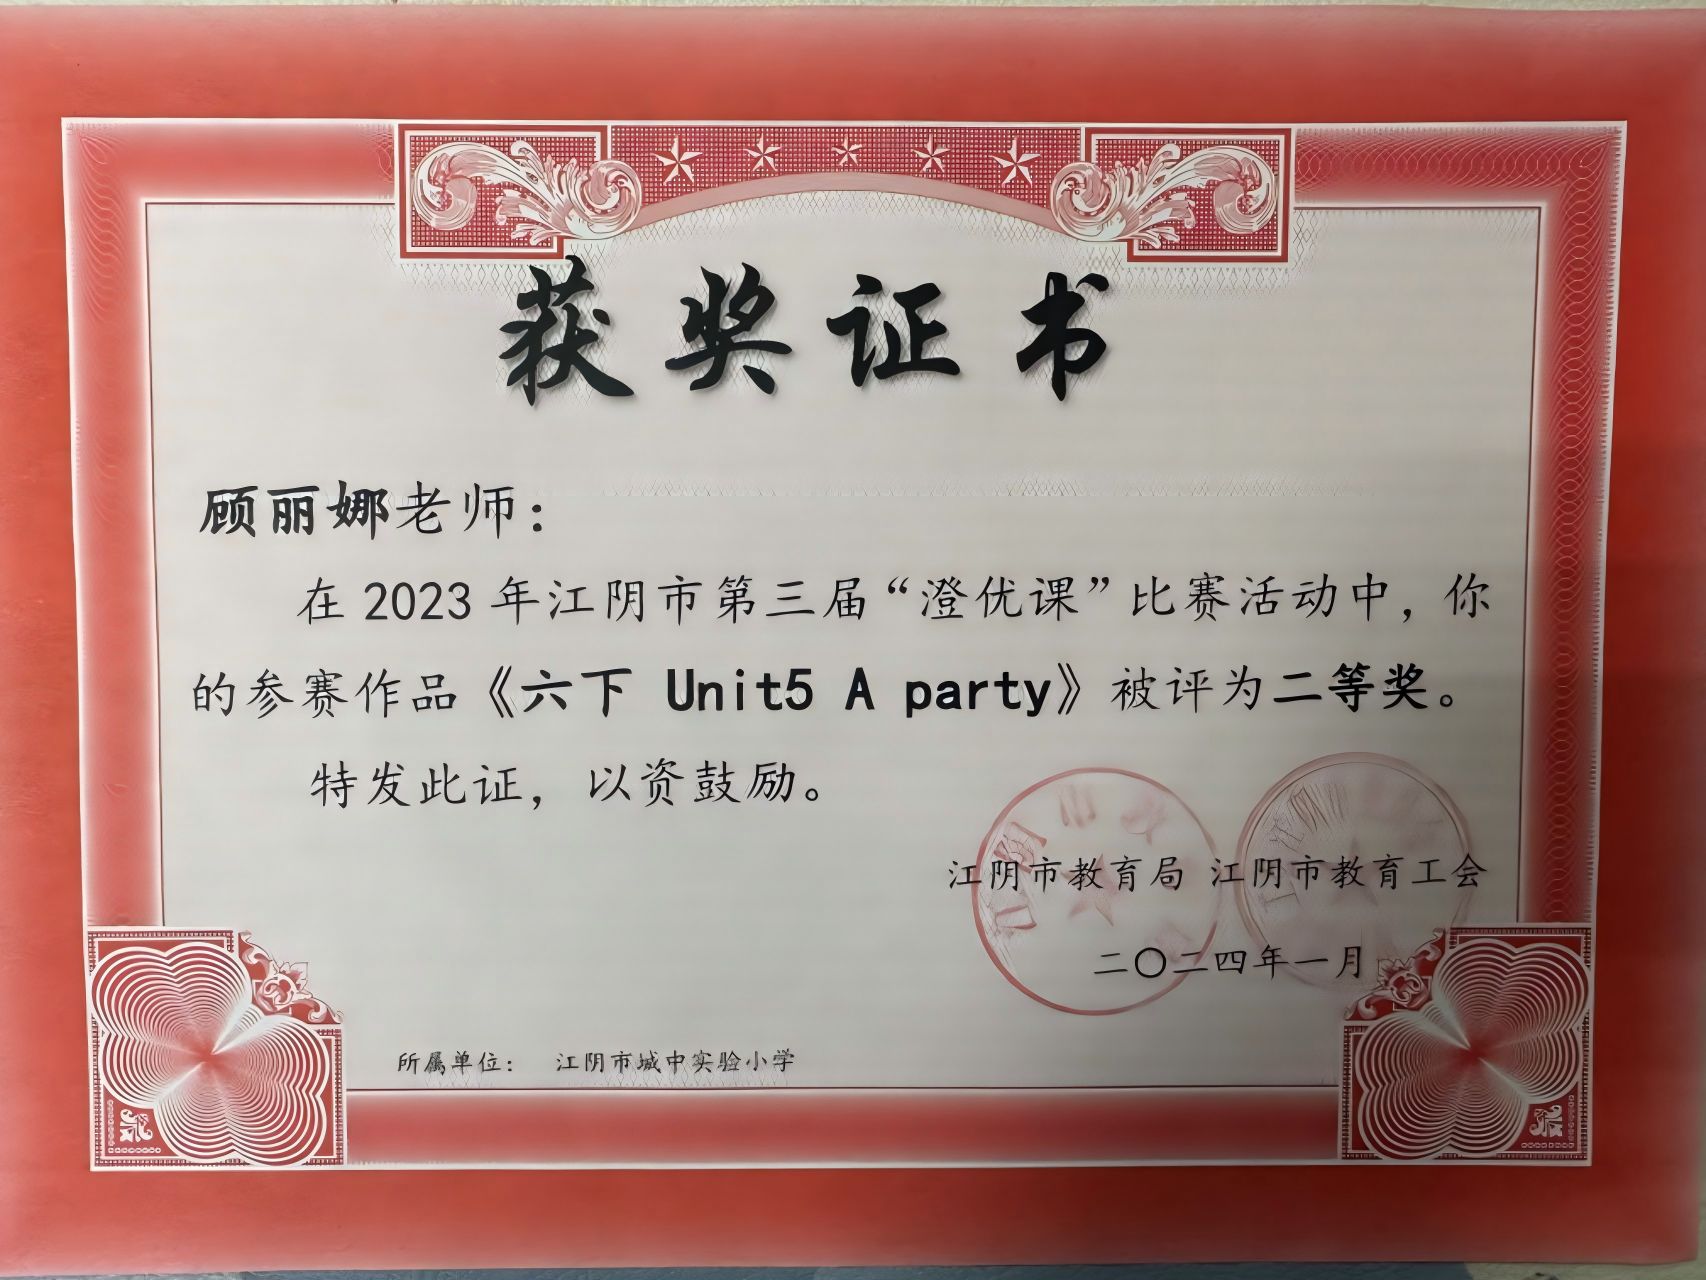 获奖证书
顾丽娜老师：
在 2023 年江阴市第三届“澄优课”比赛活动中，你
的参赛作品《六下 Unit5 A party》被评为二等奖。
特发此证，以资鼓励。
江阴市教育局 江阴市教育工会
二〇二四年一月
所属单位： 江阴市城中实验小学